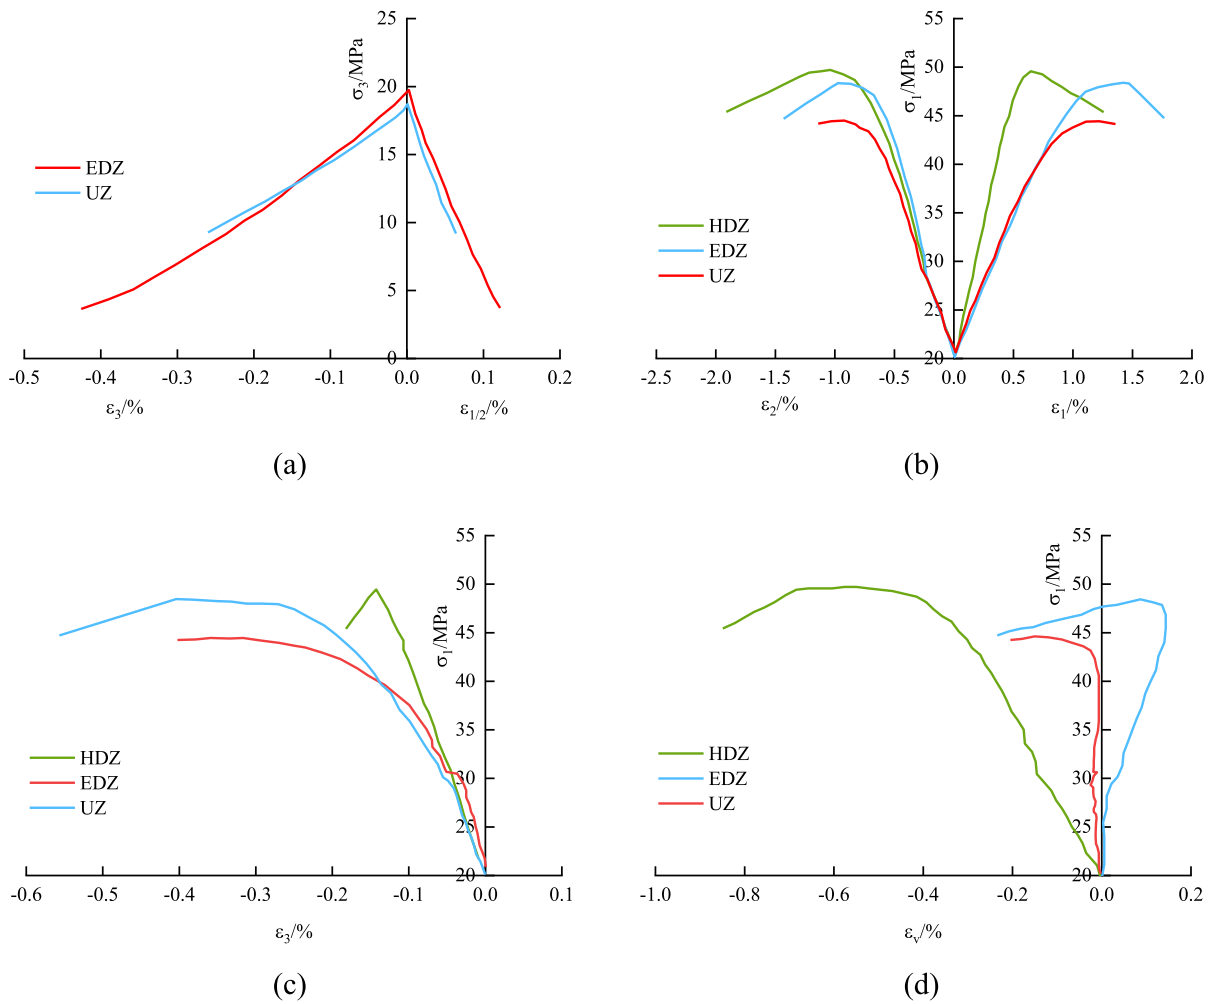 25
20
15
10
5
0
σ3/MPa
EDZ
UZ
-0.5 -0.4 -0.3 -0.2 -0.1 0.0 0.1 0.2
ε3/% ε1/2/%
(a)
55
50
45
40
35
30
25
20
σ1/MPa
HDZ
EDZ
UZ
-2.5 -2.0 -1.5 -1.0 -0.5 0.0 0.5 1.0 1.5 2.0
ε2/% ε1/%
(b)
55
50
45
40
35
30
25
20
σ1/MPa
HDZ
EDZ
UZ
-0.6 -0.5 -0.4 -0.3 -0.2 -0.1 0.0 0.1
ε3/%
(c)
55
50
45
40
35
30
25
20
σ1/MPa
HDZ
EDZ
UZ
-1.0 -0.8 -0.6 -0.4 -0.2 0.0 0.2
εv/%
(d)